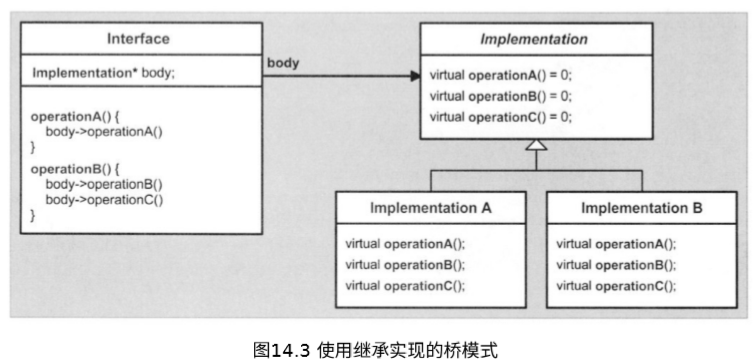 Interface
Implementation* body;
operationA() {
body->operationA()
}
operationB() {
body->operationB()
body->operationC()
}
body
Implementation
virtual operationA() = 0;
virtual operationB() = 0;
virtual operationC() = 0;
Implementation A
virtual operationA();
virtual operationB();
virtual operationC();
Implementation B
virtual operationA();
virtual operationB();
virtual operationC();
图14.3 使用继承实现的桥模式